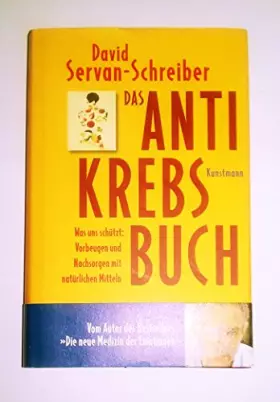 David
Servan-Schreiber
DAS
ANTI
KREBS
Kunstmann
BUCH
Was uns schützt:
Vorbeugen und
Nachsorgen mit
natürlichen Mitteln
Vom Autor des Bestsellers
»Die neue Medizin der Emotionen«